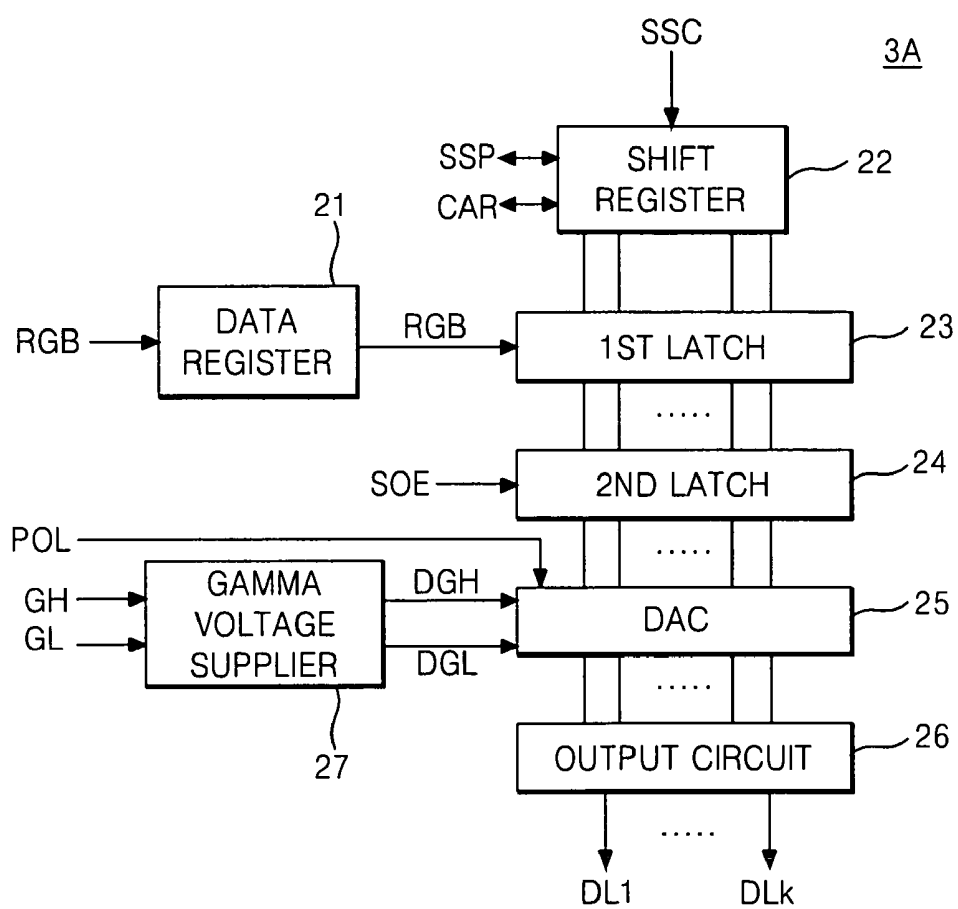 SSC
3A
SSP
CAR
SHIFT
REGISTER
22
21
RGB
DATA
REGISTER
RGB
1ST LATCH
23
.....
SOE
2ND LATCH
24
POL
.....
GH
GL
GAMMA
VOLTAGE
SUPPLIER
DGH
DGL
DAC
25
.....
27
OUTPUT CIRCUIT
26
.....
DL1
DLk